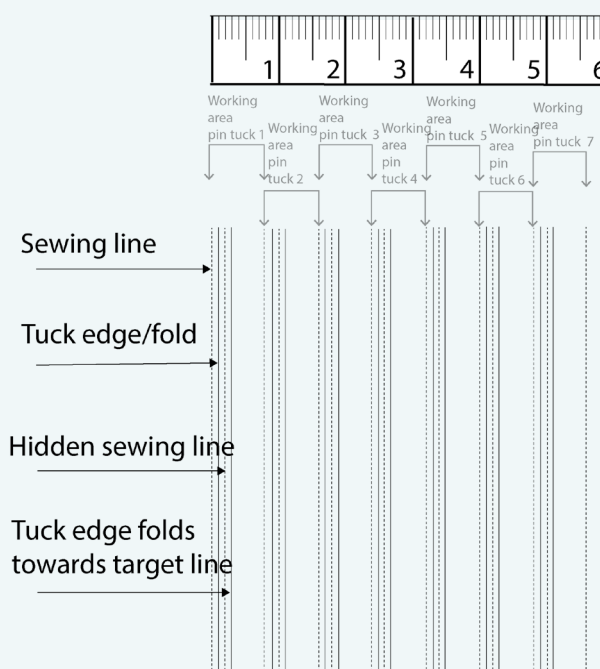 1 2 3 4 5 6
Working
area
pin tuck 1
Working
area
pin
tuck 2
Working
area
pin tuck 3
Working
area
pin
tuck 4
Working
area
pin tuck 5
Working
area
pin
tuck 6
Working
area
pin tuck 7
Sewing line
Tuck edge/fold
Hidden sewing line
Tuck edge folds
towards target line